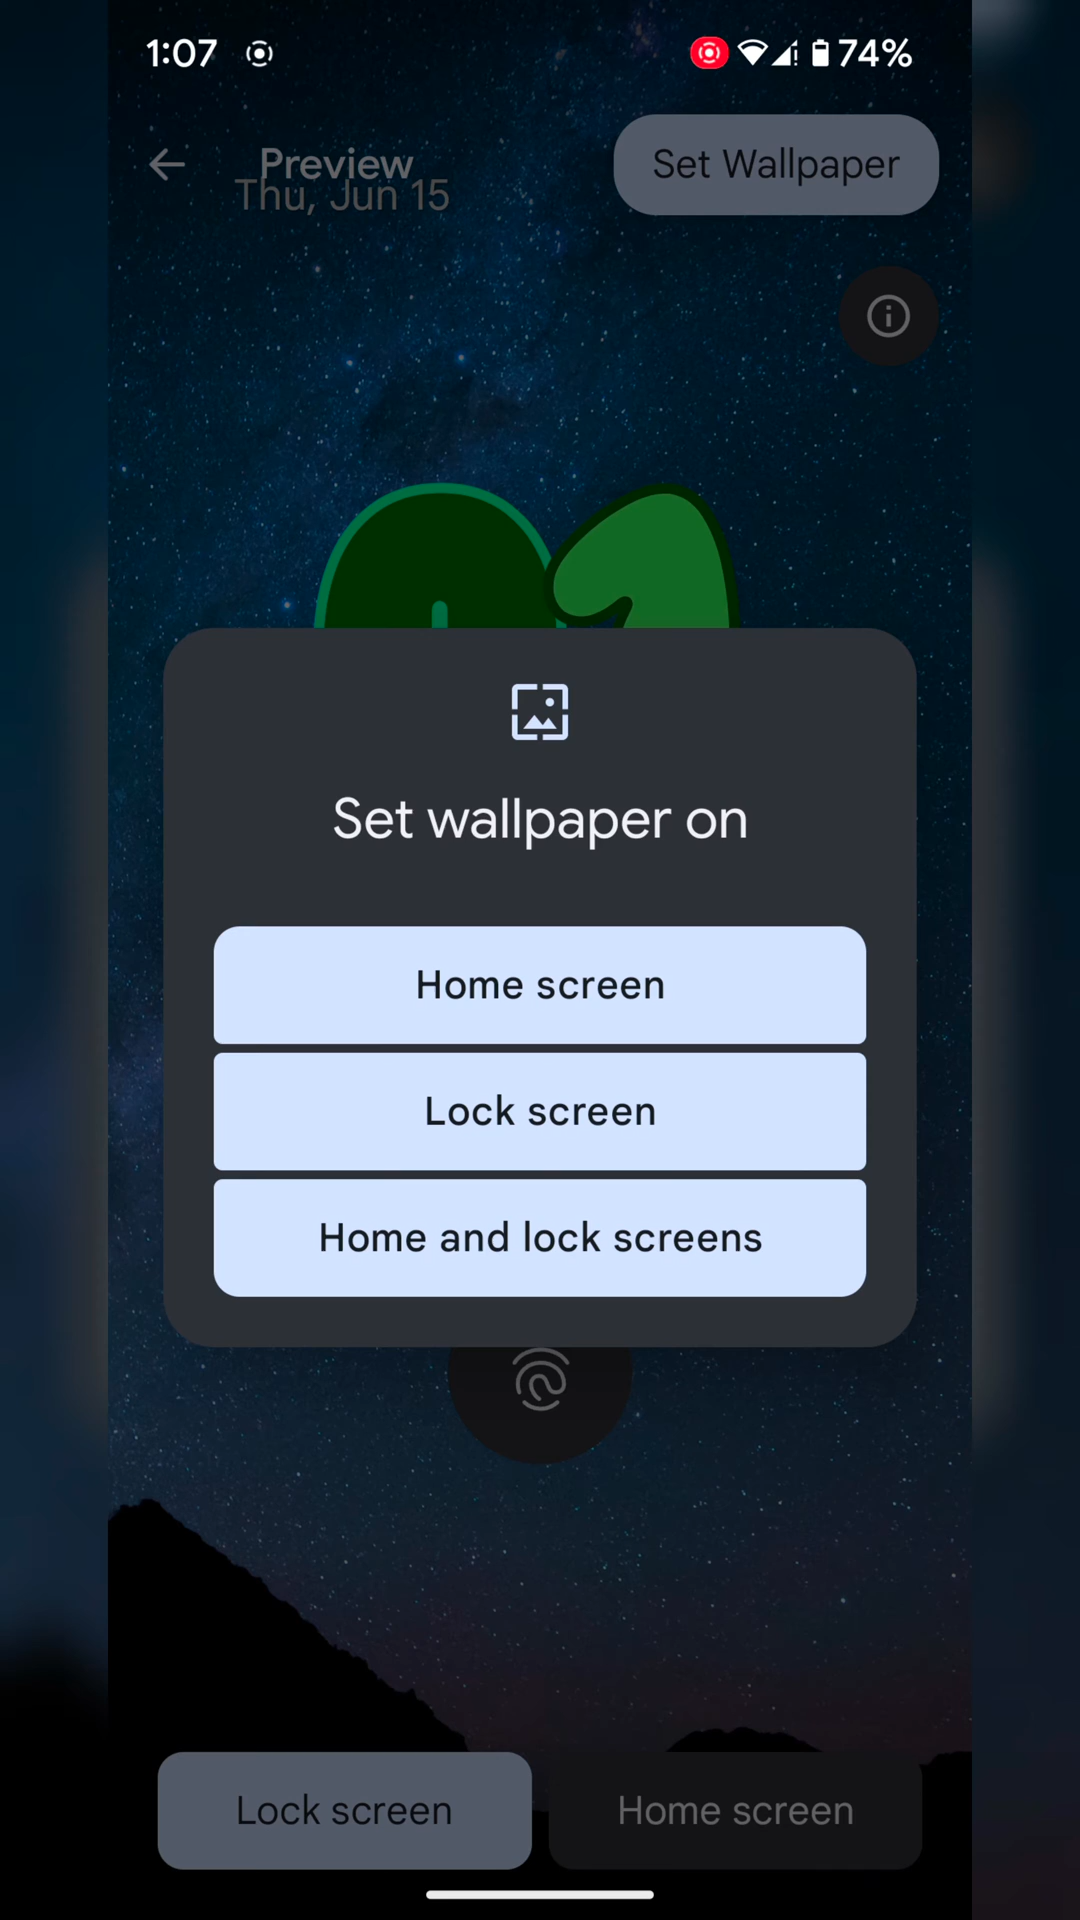 1:07
74%
Preview
Set Wallpaper
Thu, Jun 15
Set wallpaper on
Home screen
Lock screen
Home and lock screens
Lock screen
Home screen